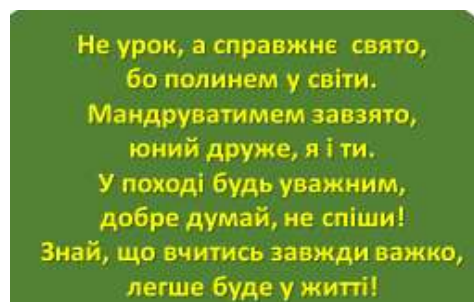 Не урок, а справжнє свято,
бо полинем у світи.
Мандруватимем завзято,
юний друже, я і ти.
У поході будь уважним,
добре думай, не спіши!
Знай, що вчитись завжди важко,
легше буде у житті!